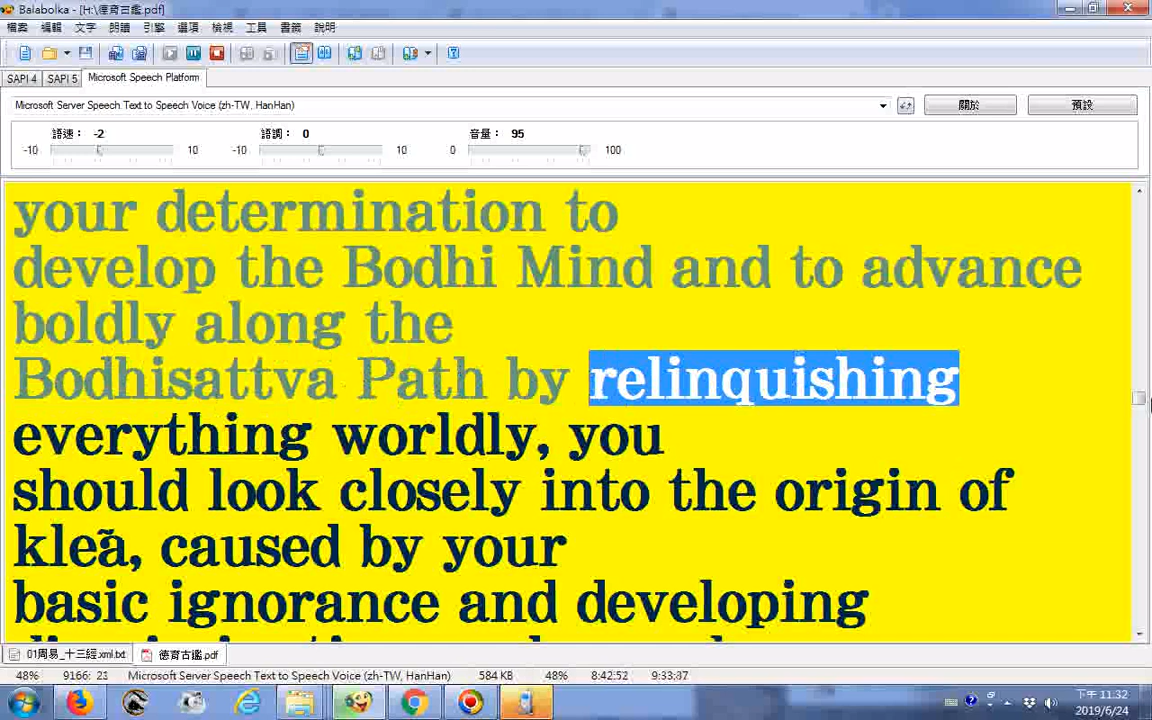 Balabolka - [H:\德育古鑑.pdf]
檔案 編輯 文字 朗讀 引擎 選項 檢視 工具 書籤 說明
SAPI 4 SAPI 5 Microsoft Speech Platform
Microsoft Server Speech Text to Speech Voice (zh-TW, HanHan) 關於 預設
語速： -2 語調： 0 音量： 95
-10 10 -10 10 0 100
your determination to
develop the Bodhi Mind and to advance
boldly along the
Bodhisattva Path by relinquishing
everything worldly, you
should look closely into the origin of
kleã, caused by your
basic ignorance and developing
01周易_十三經.xml.txt 德育古鑑.pdf
48% 9166: 23 Microsoft Server Speech Text to Speech Voice (zh-TW, HanHan) 584 KB 48% 8:42:52 9:33:37
下午 11:32
2019/6/24